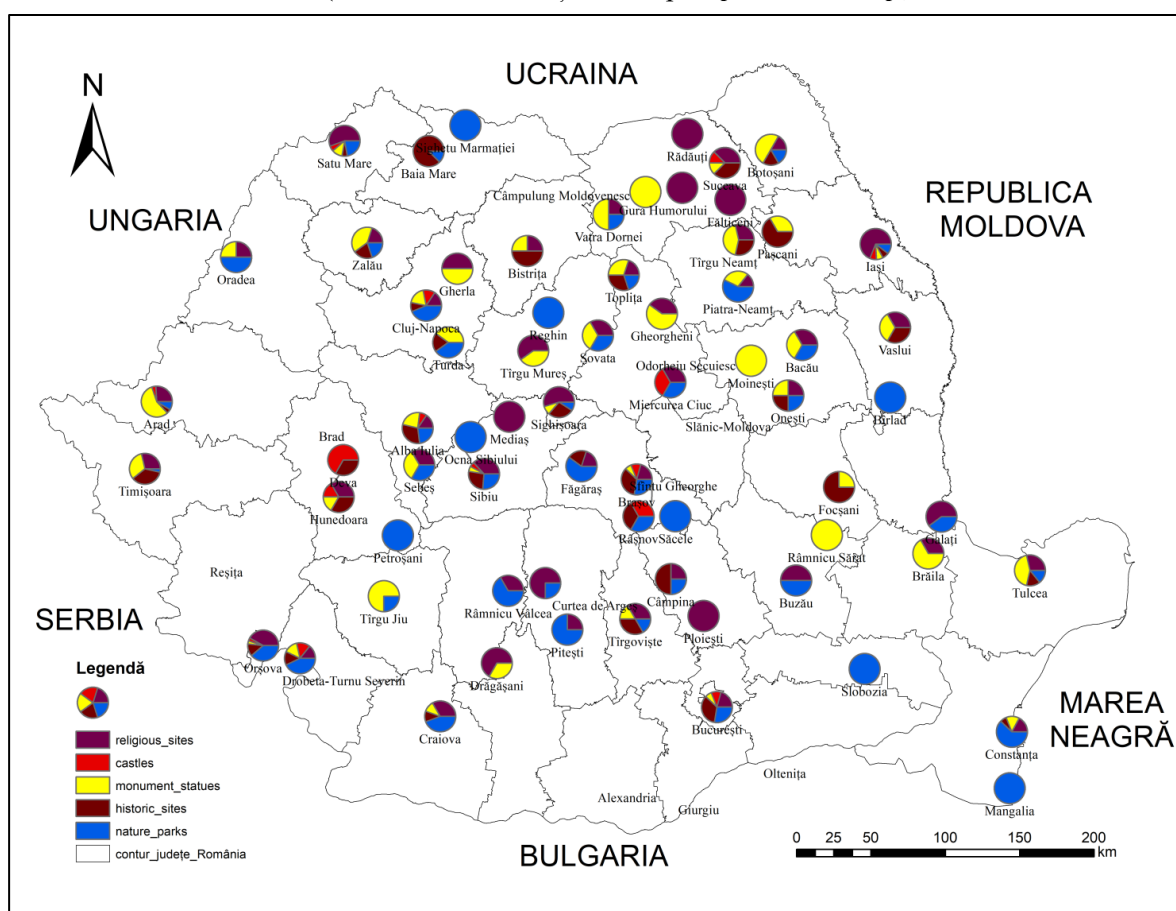 N
UCRAINA
UNGARIA
REPUBLICA
MOLDOVA
SERBIA
BULGARIA
MAREA
NEAGRĂ
Satu Mare
Baia Mare
Sighetu Marmației
Rădăuți
Suceava
Botoșani
Câmpulung Moldovenesc
Gura Humorului
Fălticeni
Vatra Dornei
Pașcani
Tîrgu Neamț
Iași
Oradea
Zalău
Bistrița
Gherla
Toplița
Piatra-Neamț
Cluj-Napoca
Reghin
Gheorgheni
Turda
Sovata
Vaslui
Tîrgu Mureș
Odorheiu Secuiesc
Moinești
Bacău
Miercurea Ciuc
Onești
Bîrlad
Arad
Sighișoara
Mediaș
Slănic-Moldova
Brad
Alba Iulia
Ocna Sibiului
Timișoara
Deva
Sebeș
Sibiu
Făgăraș
Sfintu Gheorghe
Brașov
Focșani
Hunedoara
Râșnov
Săcele
Galați
Petroșani
Râmnicu Sărat
Brăila
Reșița
Tîrgu Jiu
Râmnicu Vâlcea
Curtea de Argeș
Câmpina
Buzău
Tulcea
Pitești
Tîrgoviște
Ploiești
Orșova
Drobeta-Turnu Severin
Drăgășani
Slobozia
Craiova
București
Constanța
Oltenița
Alexandria
Giurgiu
Mangalia
Legendă
religious_sites
castles
monument_statues
historic_sites
nature_parks
contur_județe_România
0 25 50 100 150 200
km